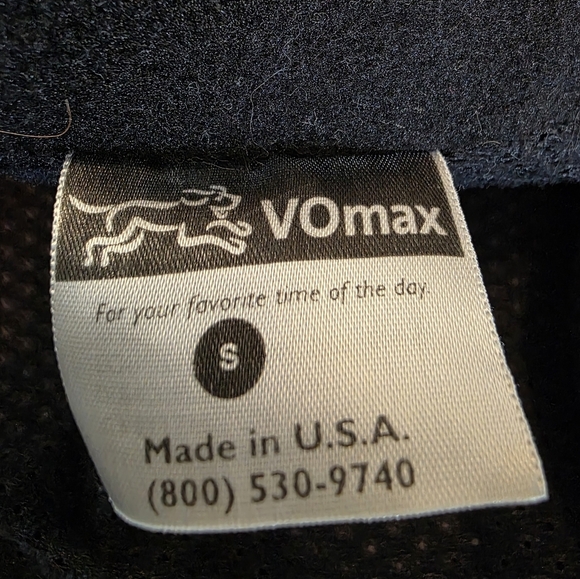 VOmax
For your favorite time of the day.
S
Made in U.S.A.
(800) 530-9740